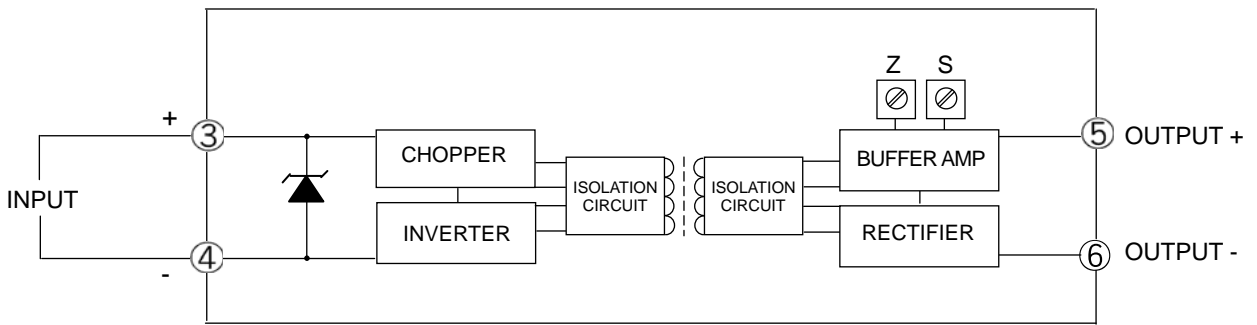 Z S
+
③
CHOPPER
INPUT
INVERTER
④
-
ISOLATION
CIRCUIT
ISOLATION
CIRCUIT
BUFFER AMP
RECTIFIER
⑤ OUTPUT +
⑥ OUTPUT -